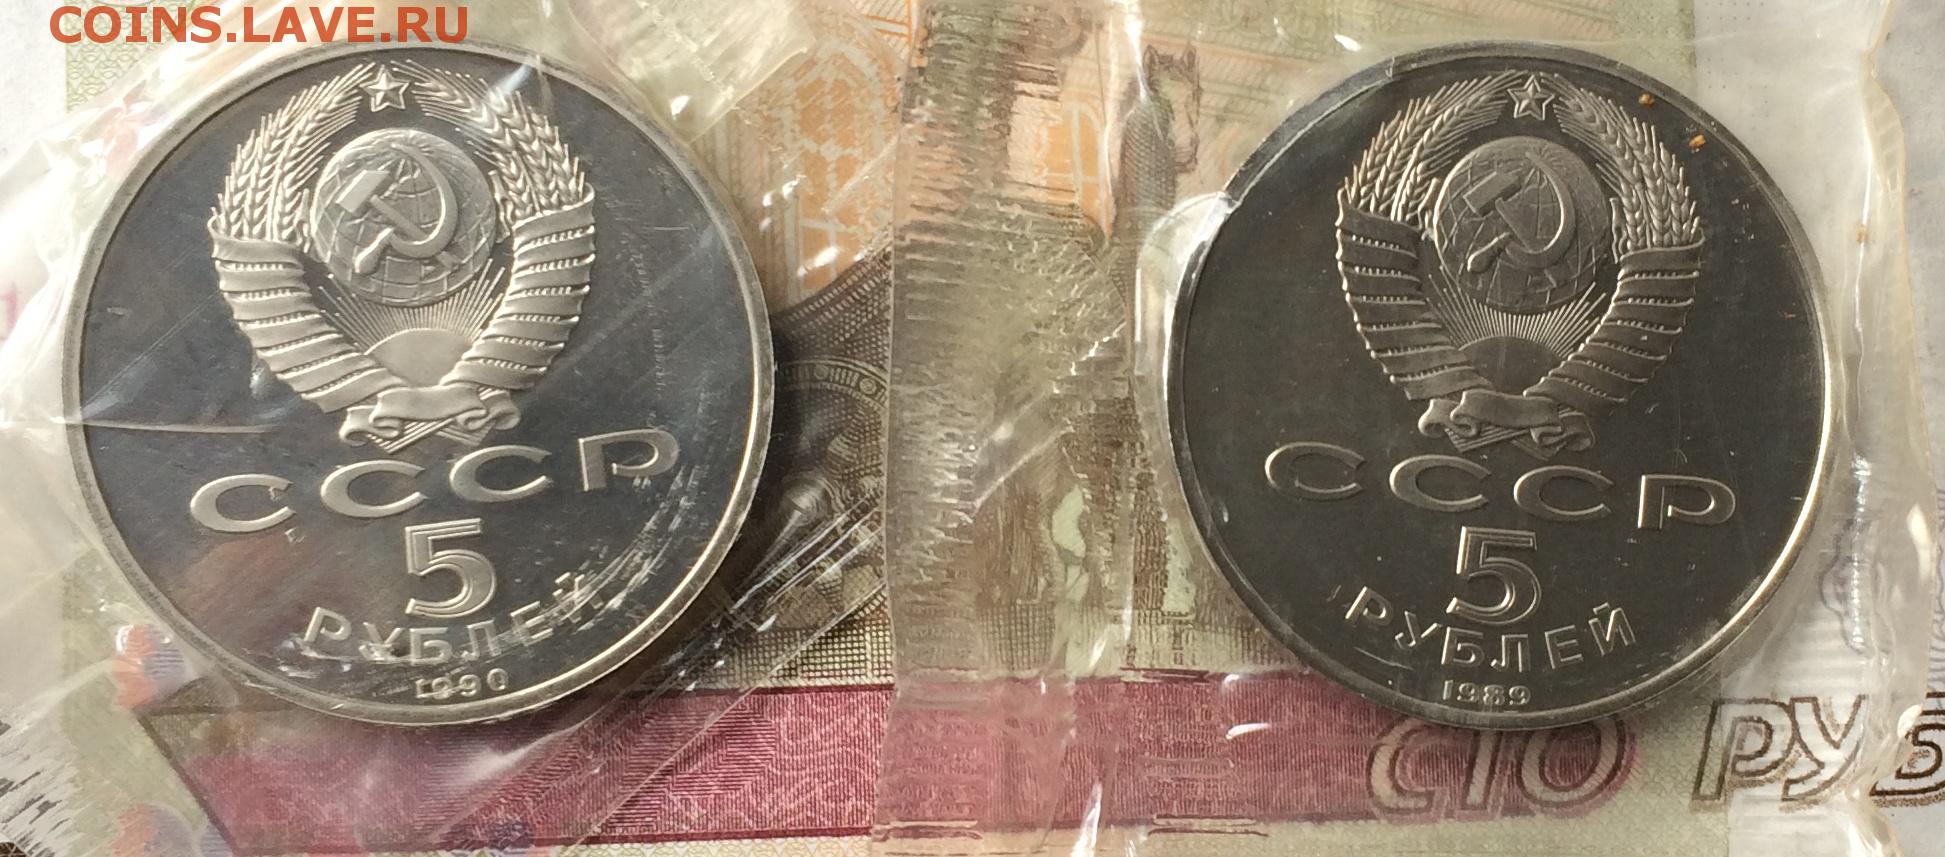 COINS.LAVE.RU
СССР
5
РУБЛЕЙ
1990
СССР
5
РУБЛЕЙ
1989
СТО РУБ